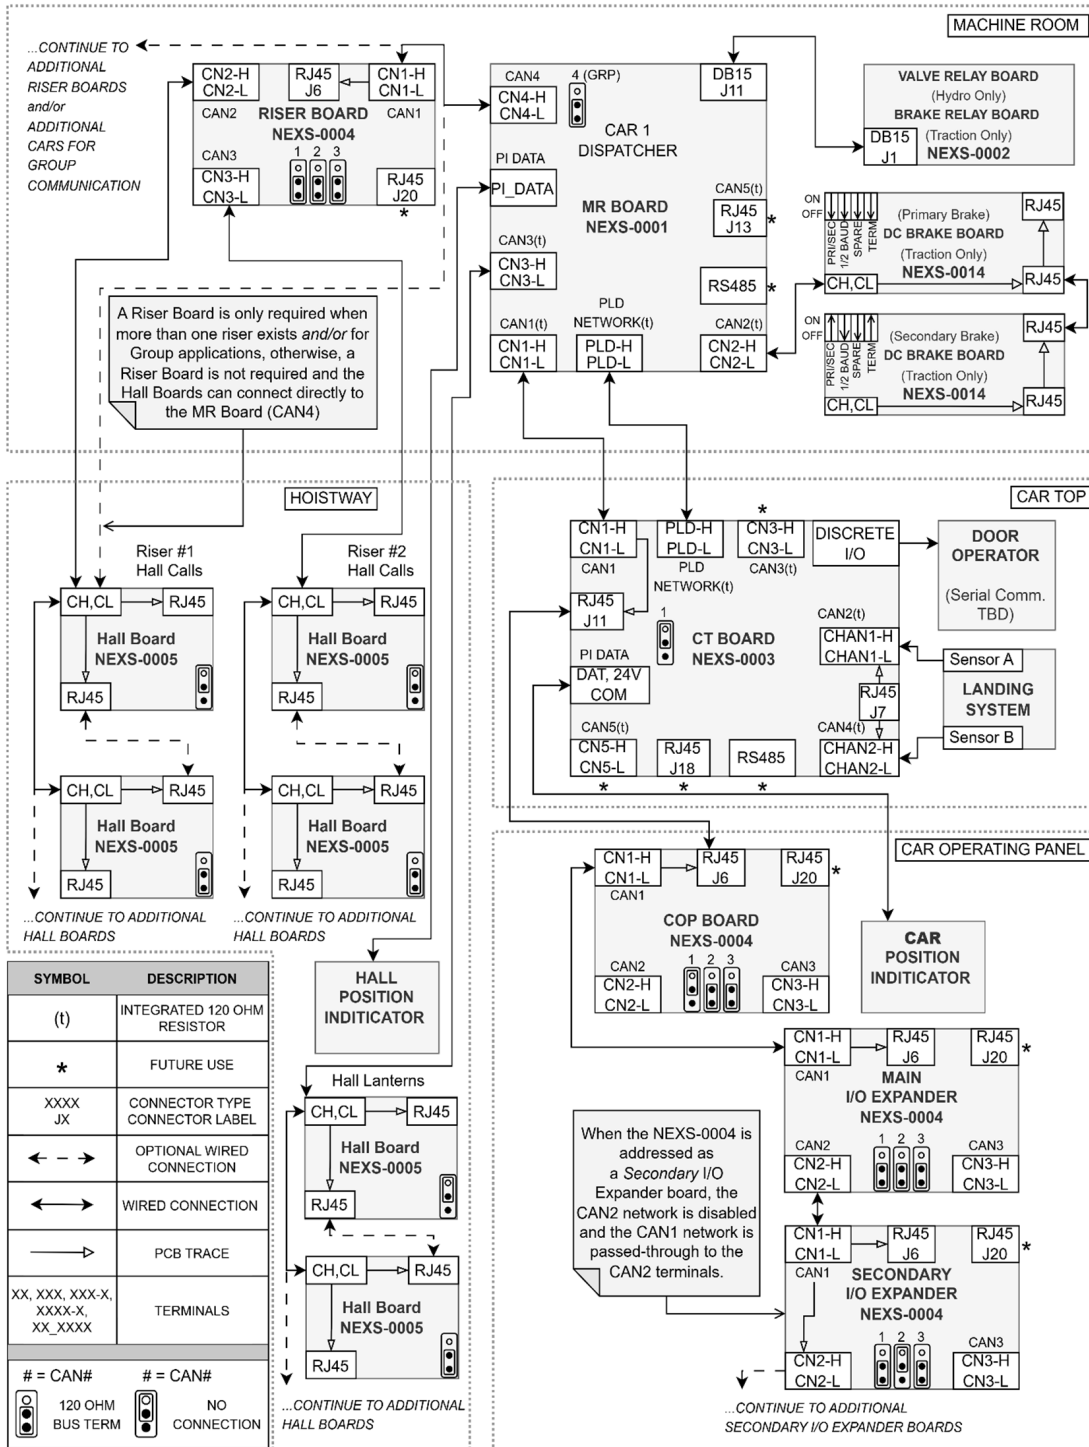 MACHINE ROOM
...CONTINUE TO
ADDITIONAL
RISER BOARDS
and/or
ADDITIONAL
CARS FOR
GROUP
COMMUNICATION
CN2-H
CN2-L
CAN2
RJ45
J6
CN1-H
CN1-L
CAN1
RISER BOARD
NEXS-0004
CAN3
CN3-H
CN3-L
1 2 3
RJ45
J20
*
CAN4
CN4-H
CN4-L
4 (GRP)
DB15
J11
CAR 1
DISPATCHER
PI DATA
PI_DATA
MR BOARD
NEXS-0001
CAN5(t)
RJ45
J13
*
CAN3(t)
CN3-H
CN3-L
RS485
*
CAN1(t)
CN1-H
CN1-L
PLD
NETWORK(t)
PLD-H
PLD-L
CAN2(t)
CN2-H
CN2-L
VALVE RELAY BOARD
(Hydro Only)
BRAKE RELAY BOARD
(Traction Only)
NEXS-0002
DB15
J1
ON
OFF
PRI/SEC
1/2 BAUD
SPARE
TERM
(Primary Brake)
DC BRAKE BOARD
(Traction Only)
NEXS-0014
RJ45
CH,CL
RJ45
ON
OFF
PRI/SEC
1/2 BAUD
SPARE
TERM
(Secondary Brake)
DC BRAKE BOARD
(Traction Only)
NEXS-0014
RJ45
CH,CL
RJ45
A Riser Board is only required when
more than one riser exists and/or for
Group applications, otherwise, a
Riser Board is not required and the
Hall Boards can connect directly to
the MR Board (CAN4)
HOISTWAY
Riser #1
Hall Calls
CH,CL
RJ45
Hall Board
NEXS-0005
RJ45
CH,CL
RJ45
Hall Board
NEXS-0005
RJ45
...CONTINUE TO ADDITIONAL
HALL BOARDS
Riser #2
Hall Calls
CH,CL
RJ45
Hall Board
NEXS-0005
RJ45
CH,CL
RJ45
Hall Board
NEXS-0005
RJ45
...CONTINUE TO ADDITIONAL
HALL BOARDS
HALL
POSITION
INDITICATOR
Hall Lanterns
CH,CL
RJ45
Hall Board
NEXS-0005
RJ45
CH,CL
RJ45
Hall Board
NEXS-0005
RJ45
...CONTINUE TO ADDITIONAL
HALL BOARDS
CAR TOP
CN1-H
CN1-L
CAN1
PLD-H
PLD-L
PLD
NETWORK(t)
*
CN3-H
CN3-L
CAN3(t)
DISCRETE
I/O
DOOR
OPERATOR
(Serial Comm.
TBD)
RJ45
J11
1
CT BOARD
NEXS-0003
CAN2(t)
CHAN1-H
CHAN1-L
PI DATA
DAT, 24V
COM
RJ45
J7
Sensor A
LANDING
SYSTEM
Sensor B
CAN5(t)
CN5-H
CN5-L
*
RJ45
J18
*
RS485
*
CAN4(t)
CHAN2-H
CHAN2-L
CAR OPERATING PANEL
CN1-H
CN1-L
CAN1
RJ45
J6
RJ45
J20
*
COP BOARD
NEXS-0004
CAN2
CN2-H
CN2-L
1 2 3
CAN3
CN3-H
CN3-L
CAR
POSITION
INDITICATOR
CN1-H
CN1-L
CAN1
RJ45
J6
RJ45
J20
*
MAIN
I/O EXPANDER
NEXS-0004
CAN2
CN2-H
CN2-L
1 2 3
CAN3
CN3-H
CN3-L
When the NEXS-0004 is
addressed as
a Secondary I/O
Expander board, the
CAN2 network is disabled
and the CAN1 network is
passed-through to the
CAN2 terminals.
CN1-H
CN1-L
CAN1
RJ45
J6
RJ45
J20
*
SECONDARY
I/O EXPANDER
NEXS-0004
CN2-H
CN2-L
1 2 3
CAN3
CN3-H
CN3-L
...CONTINUE TO ADDITIONAL
SECONDARY I/O EXPANDER BOARDS
SYMBOL DESCRIPTION
(t) INTEGRATED 120 OHM
RESISTOR
* FUTURE USE
XXXX
JX
CONNECTOR TYPE
CONNECTOR LABEL
OPTIONAL WIRED
CONNECTION
WIRED CONNECTION
PCB TRACE
XX, XXX, XXX-X,
XXXX-X,
XX_XXXX
TERMINALS
# = CAN#
120 OHM
BUS TERM
# = CAN#
NO
CONNECTION